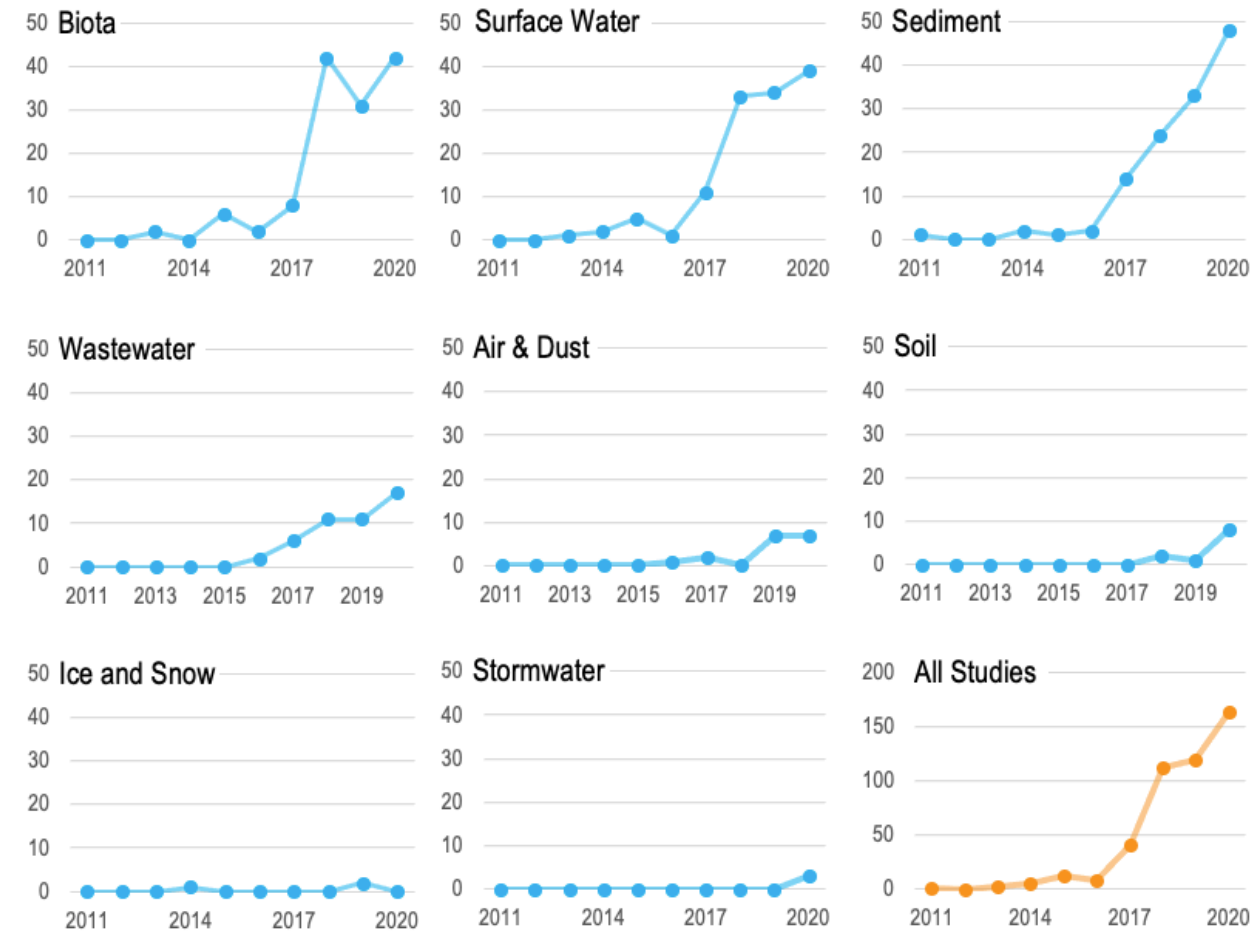 50 Biota
40
30
20
10
0
2011 2014 2017 2020
50 Surface Water
40
30
20
10
0
2011 2014 2017 2020
50 Sediment
40
30
20
10
0
2011 2014 2017 2020
50 Wastewater
40
30
20
10
0
2011 2013 2015 2017 2019
50 Air & Dust
40
30
20
10
0
2011 2013 2015 2017 2019
50 Soil
40
30
20
10
0
2011 2013 2015 2017 2019
50 Ice and Snow
40
30
20
10
0
2011 2014 2017 2020
50 Stormwater
40
30
20
10
0
2011 2014 2017 2020
200 All Studies
150
100
50
0
2011 2014 2017 2020